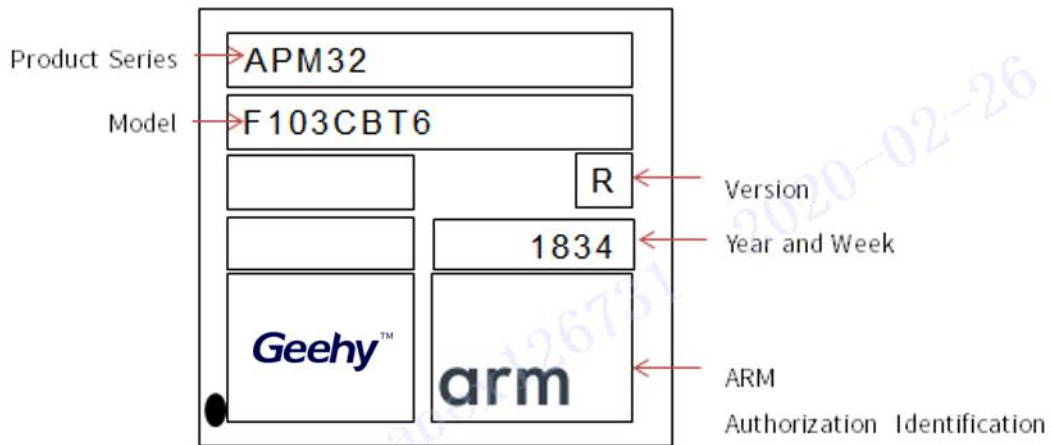 Product Series
APM32
Model
F103CBT6
R
Version
1834
Year and Week
Geehy™
arm
ARM
Authorization Identification
2020-02-26